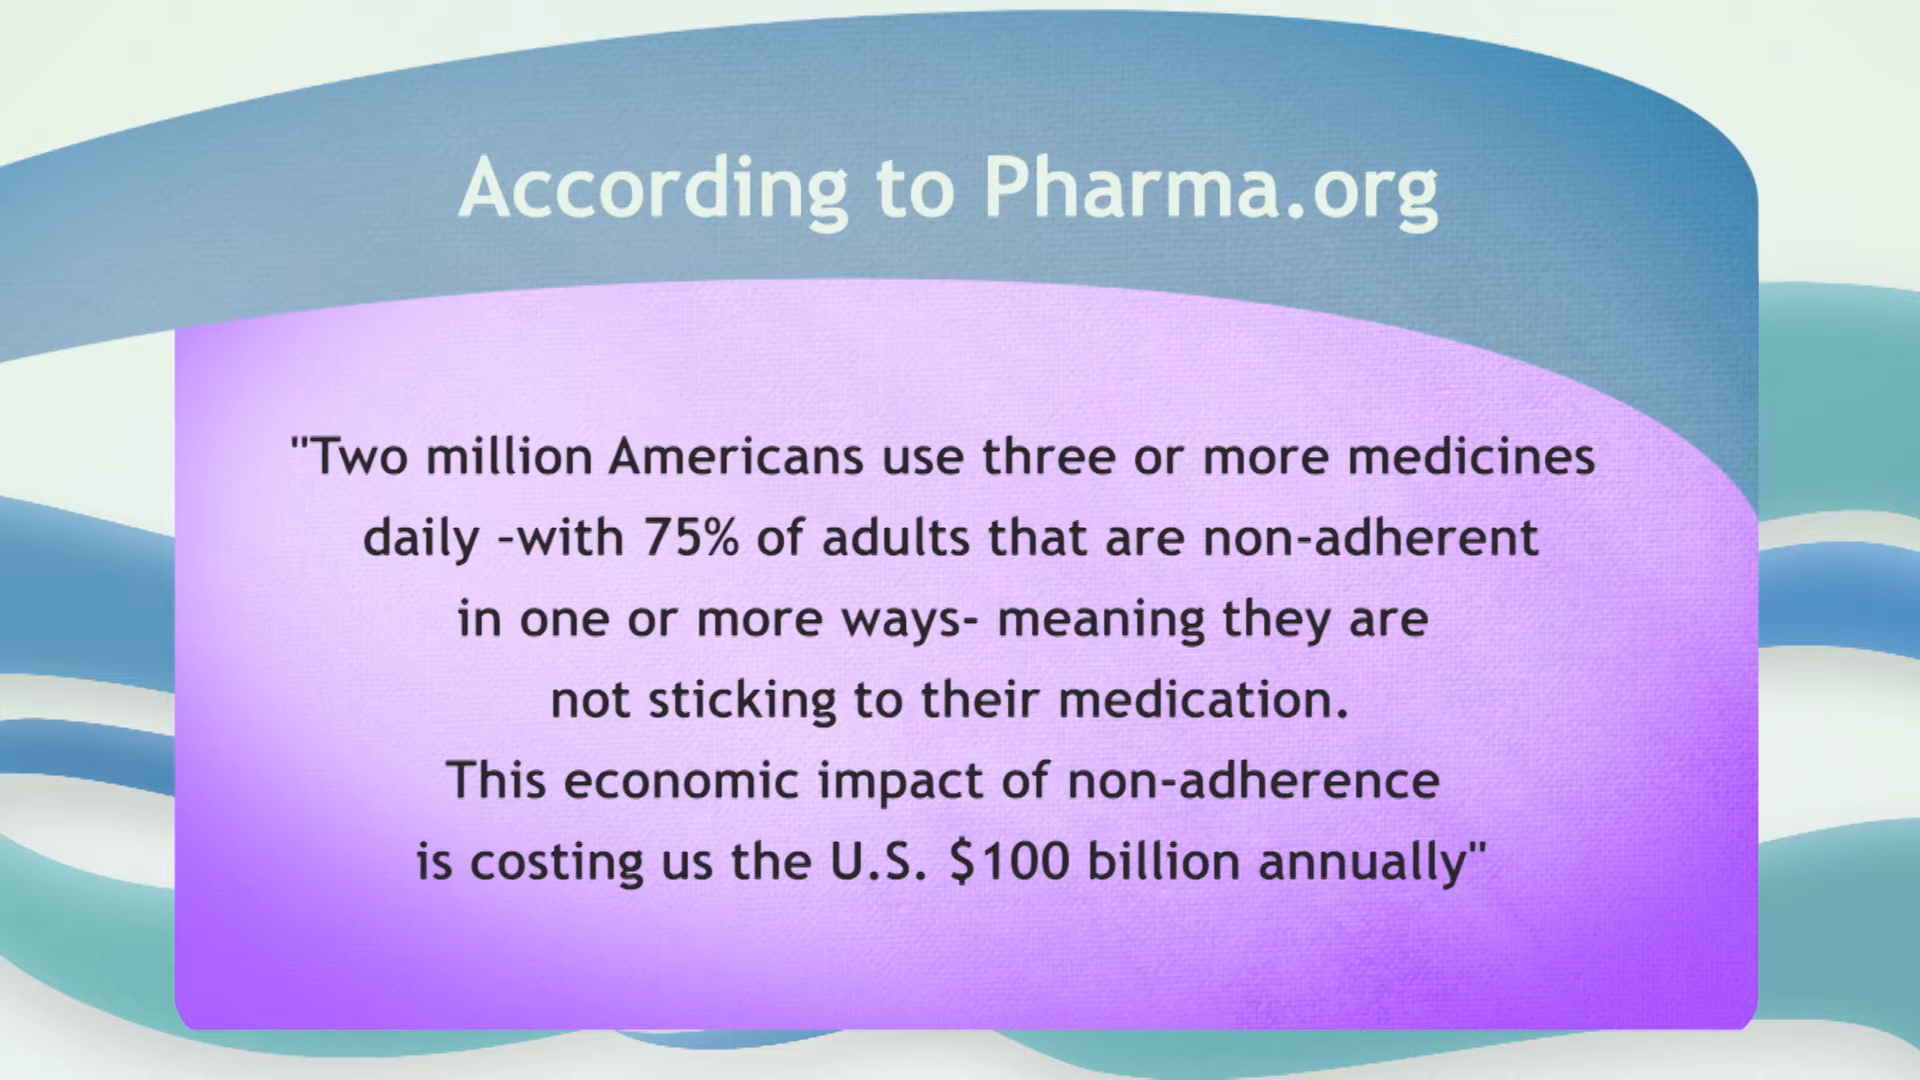 According to Pharma.org
"Two million Americans use three or more medicines
daily -with 75% of adults that are non-adherent
in one or more ways- meaning they are
not sticking to their medication.
This economic impact of non-adherence
is costing us the U.S. $100 billion annually"